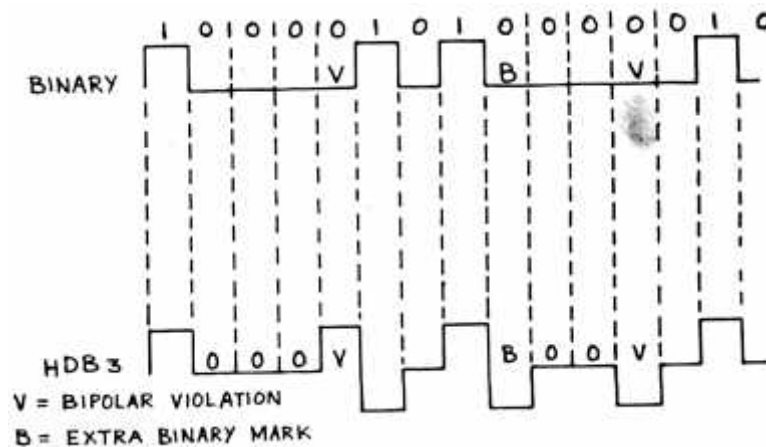 1 0 0 0 0 1 0 1 0 0 0 0 0 1 0
BINARY V B V
HDB3 0 0 0 V B 0 0 V
V = BIPOLAR VIOLATION
B = EXTRA BINARY MARK